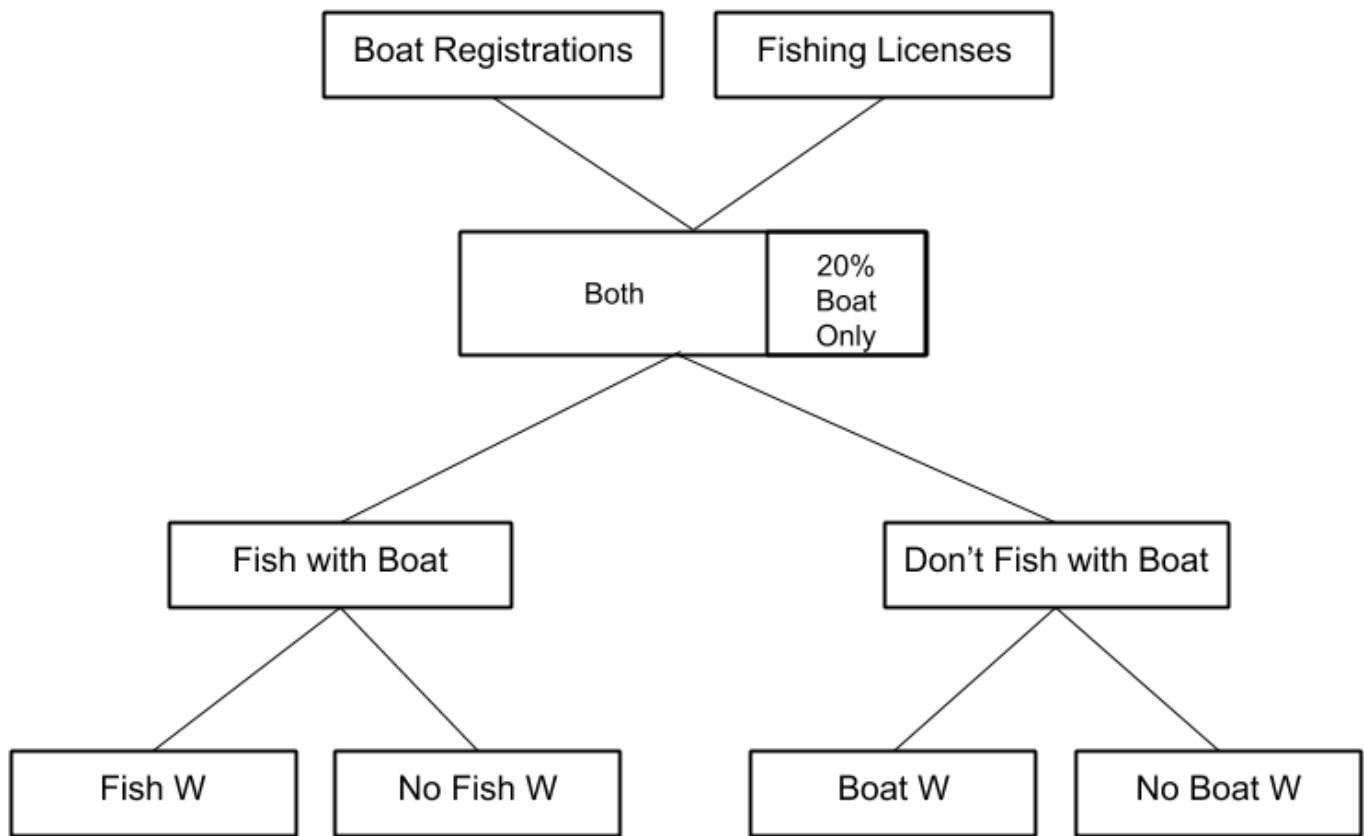 Boat Registrations
Fishing Licenses
Both
20%
Boat
Only
Fish with Boat
Don’t Fish with Boat
Fish W
No Fish W
Boat W
No Boat W